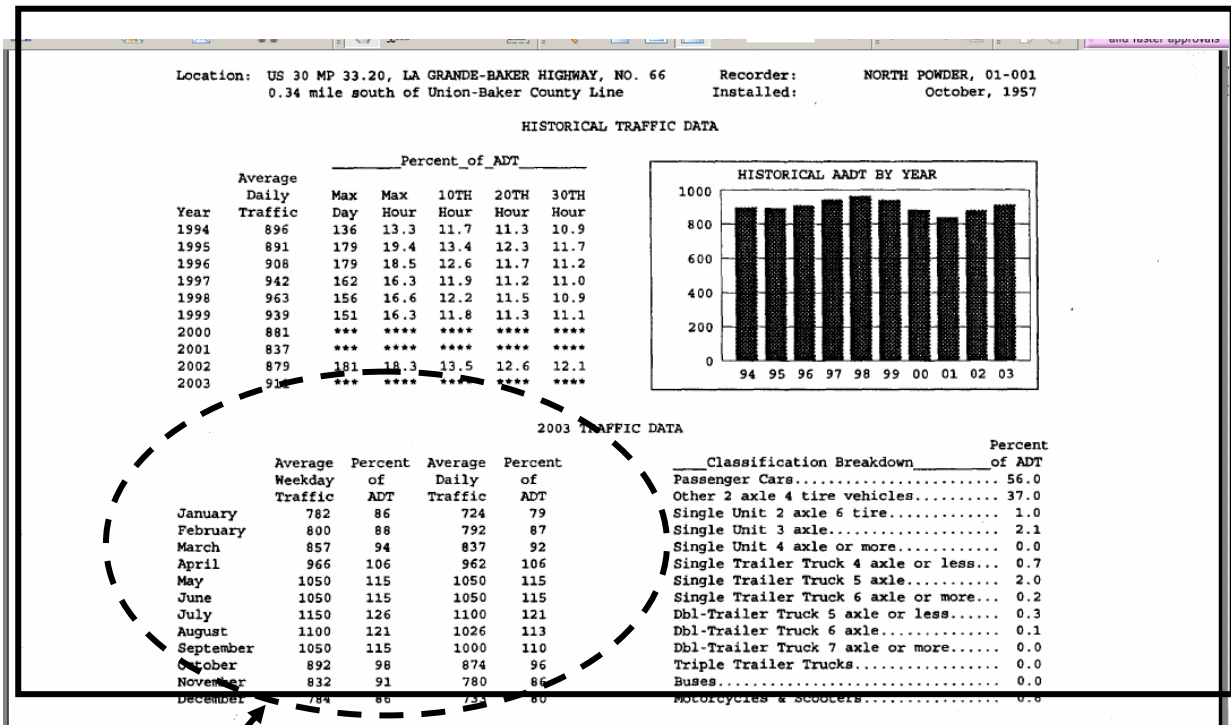 and faster approvals
Location: US 30 MP 33.20, LA GRANDE-BAKER HIGHWAY, NO. 66 Recorder: NORTH POWDER, 01-001
0.34 mile south of Union-Baker County Line Installed: October, 1957
HISTORICAL TRAFFIC DATA
Percent_of_ADT
Average
Daily Max Max 10TH 20TH 30TH
Year Traffic Day Hour Hour Hour Hour
1994 896 136 13.3 11.7 11.3 10.9
1995 891 179 19.4 13.4 12.3 11.7
1996 908 179 18.5 12.6 11.7 11.2
1997 942 162 16.3 11.9 11.2 11.0
1998 963 156 16.6 12.2 11.5 10.9
1999 939 151 16.3 11.8 11.3 11.1
2000 881 *** **** **** **** ****
2001 837 *** **** **** **** ****
2002 879 181 18.3 13.5 12.6 12.1
2003 *** **** **** **** ****
HISTORICAL AADT BY YEAR
1000
800
600
400
200
0
94 95 96 97 98 99 00 01 02 03
2003 TRAFFIC DATA
Average Percent Average Percent
Weekday of Daily of
Traffic ADT Traffic ADT
January 782 86 724 79
February 800 88 792 87
March 857 94 837 92
April 966 106 962 106
May 1050 115 1050 115
June 1050 115 1050 115
July 1150 126 1100 121
August 1100 121 1026 113
September 1050 115 1000 110
October 892 98 874 96
November 832 91 780 86
December 784 86 733 80
Percent
Classification Breakdown of ADT
Passenger Cars........................ 56.0
Other 2 axle 4 tire vehicles.......... 37.0
Single Unit 2 axle 6 tire............. 1.0
Single Unit 3 axle.................... 2.1
Single Unit 4 axle or more............ 0.0
Single Trailer Truck 4 axle or less... 0.7
Single Trailer Truck 5 axle........... 2.0
Single Trailer Truck 6 axle or more... 0.2
Dbl-Trailer Truck 5 axle or less...... 0.3
Dbl-Trailer Truck 6 axle.............. 0.1
Dbl-Trailer Truck 7 axle or more...... 0.0
Triple Trailer Trucks................. 0.0
Buses................................. 0.0
Motorcycles & Scooters................ 0.6